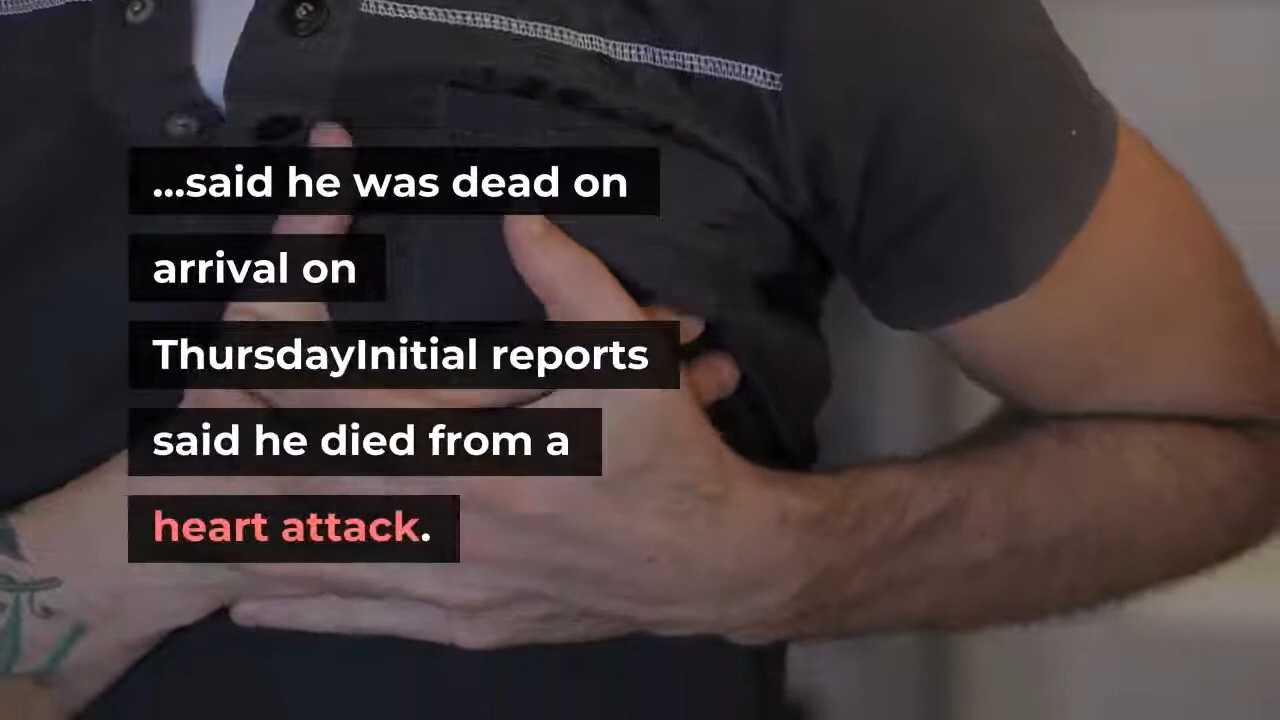 ...said he was dead on
arrival on
ThursdayInitial reports
said he died from a
heart attack.